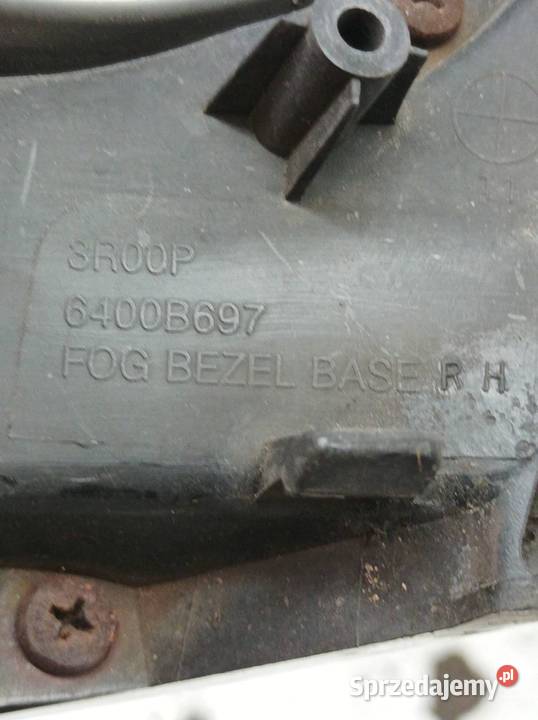 3R00P
6400B697
FOG BEZEL BASE R H
Sprzedajemy.pl